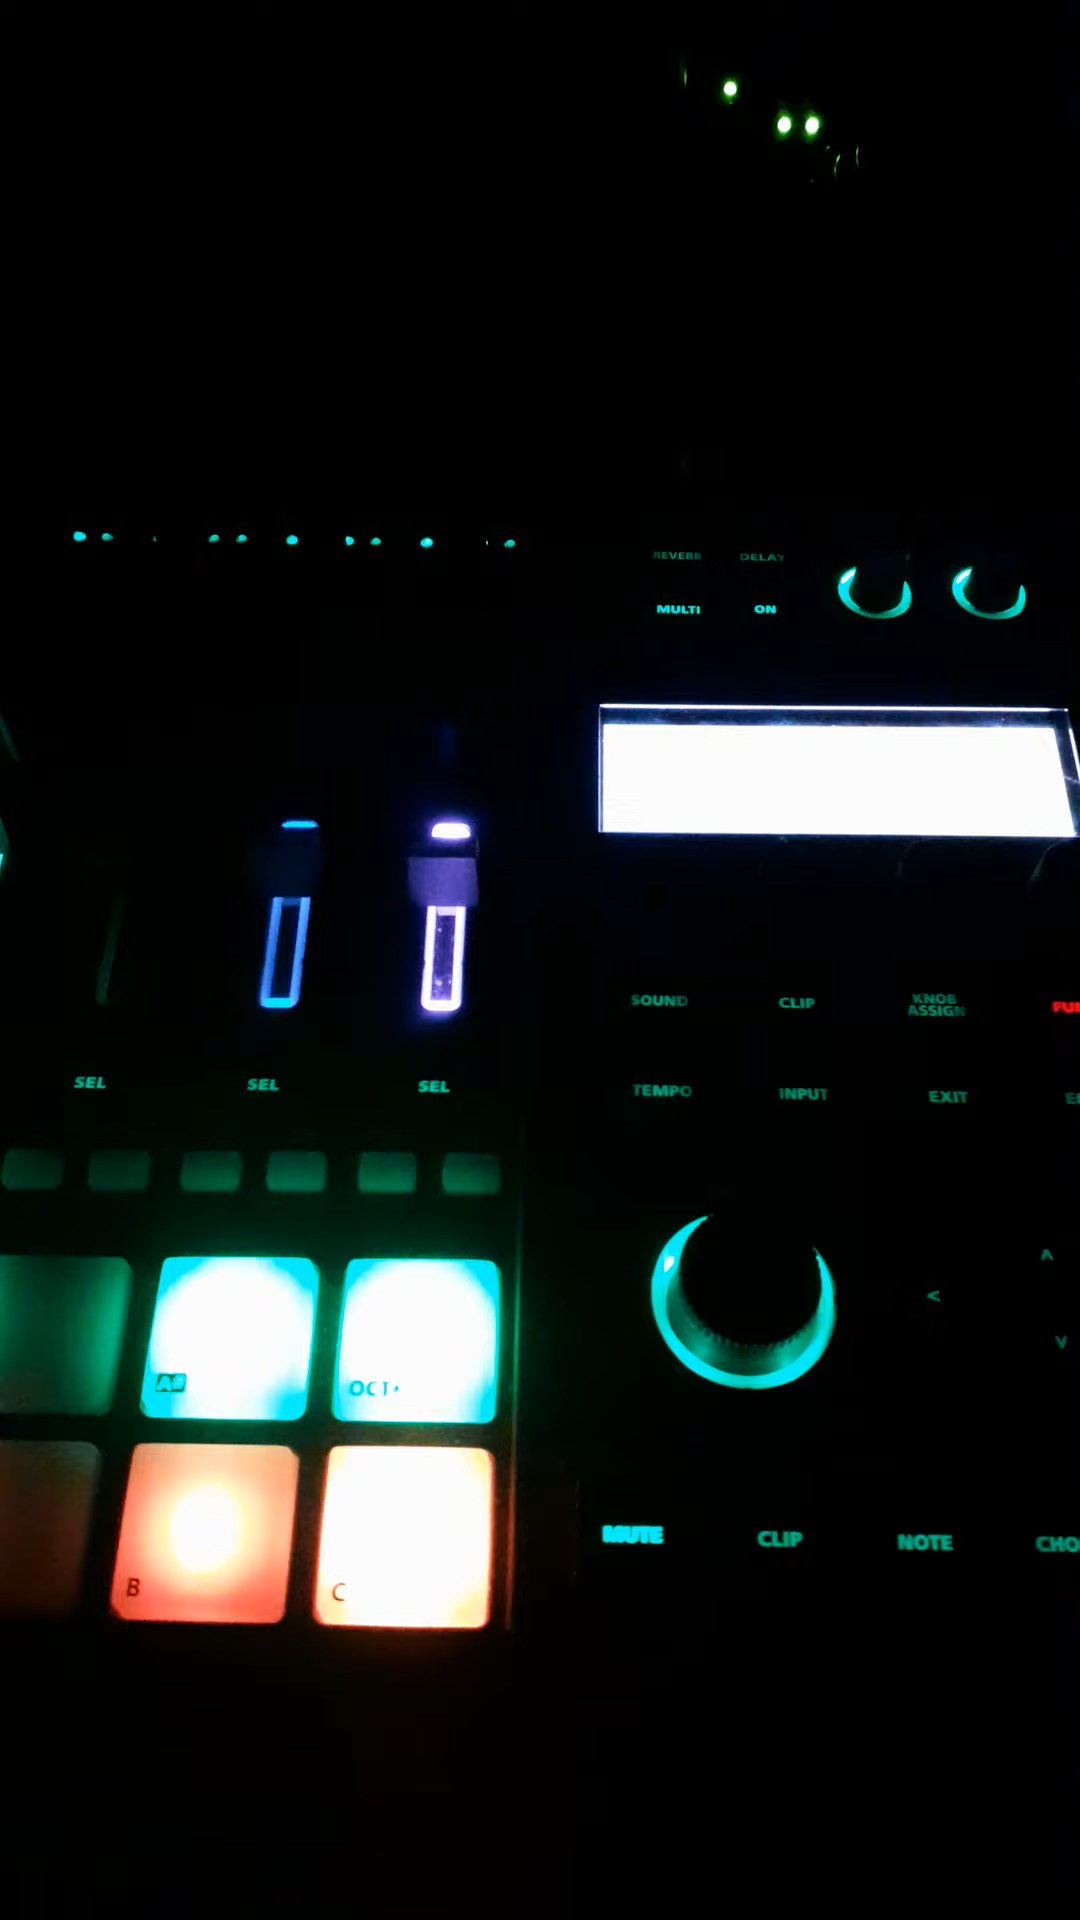 REVERB DELAY
MULTI ON
SOUND CLIP KNOB ASSIGN
TEMPO INPUT EXIT
SEL SEL SEL
A# OCT+
B C
MUTE CLIP NOTE